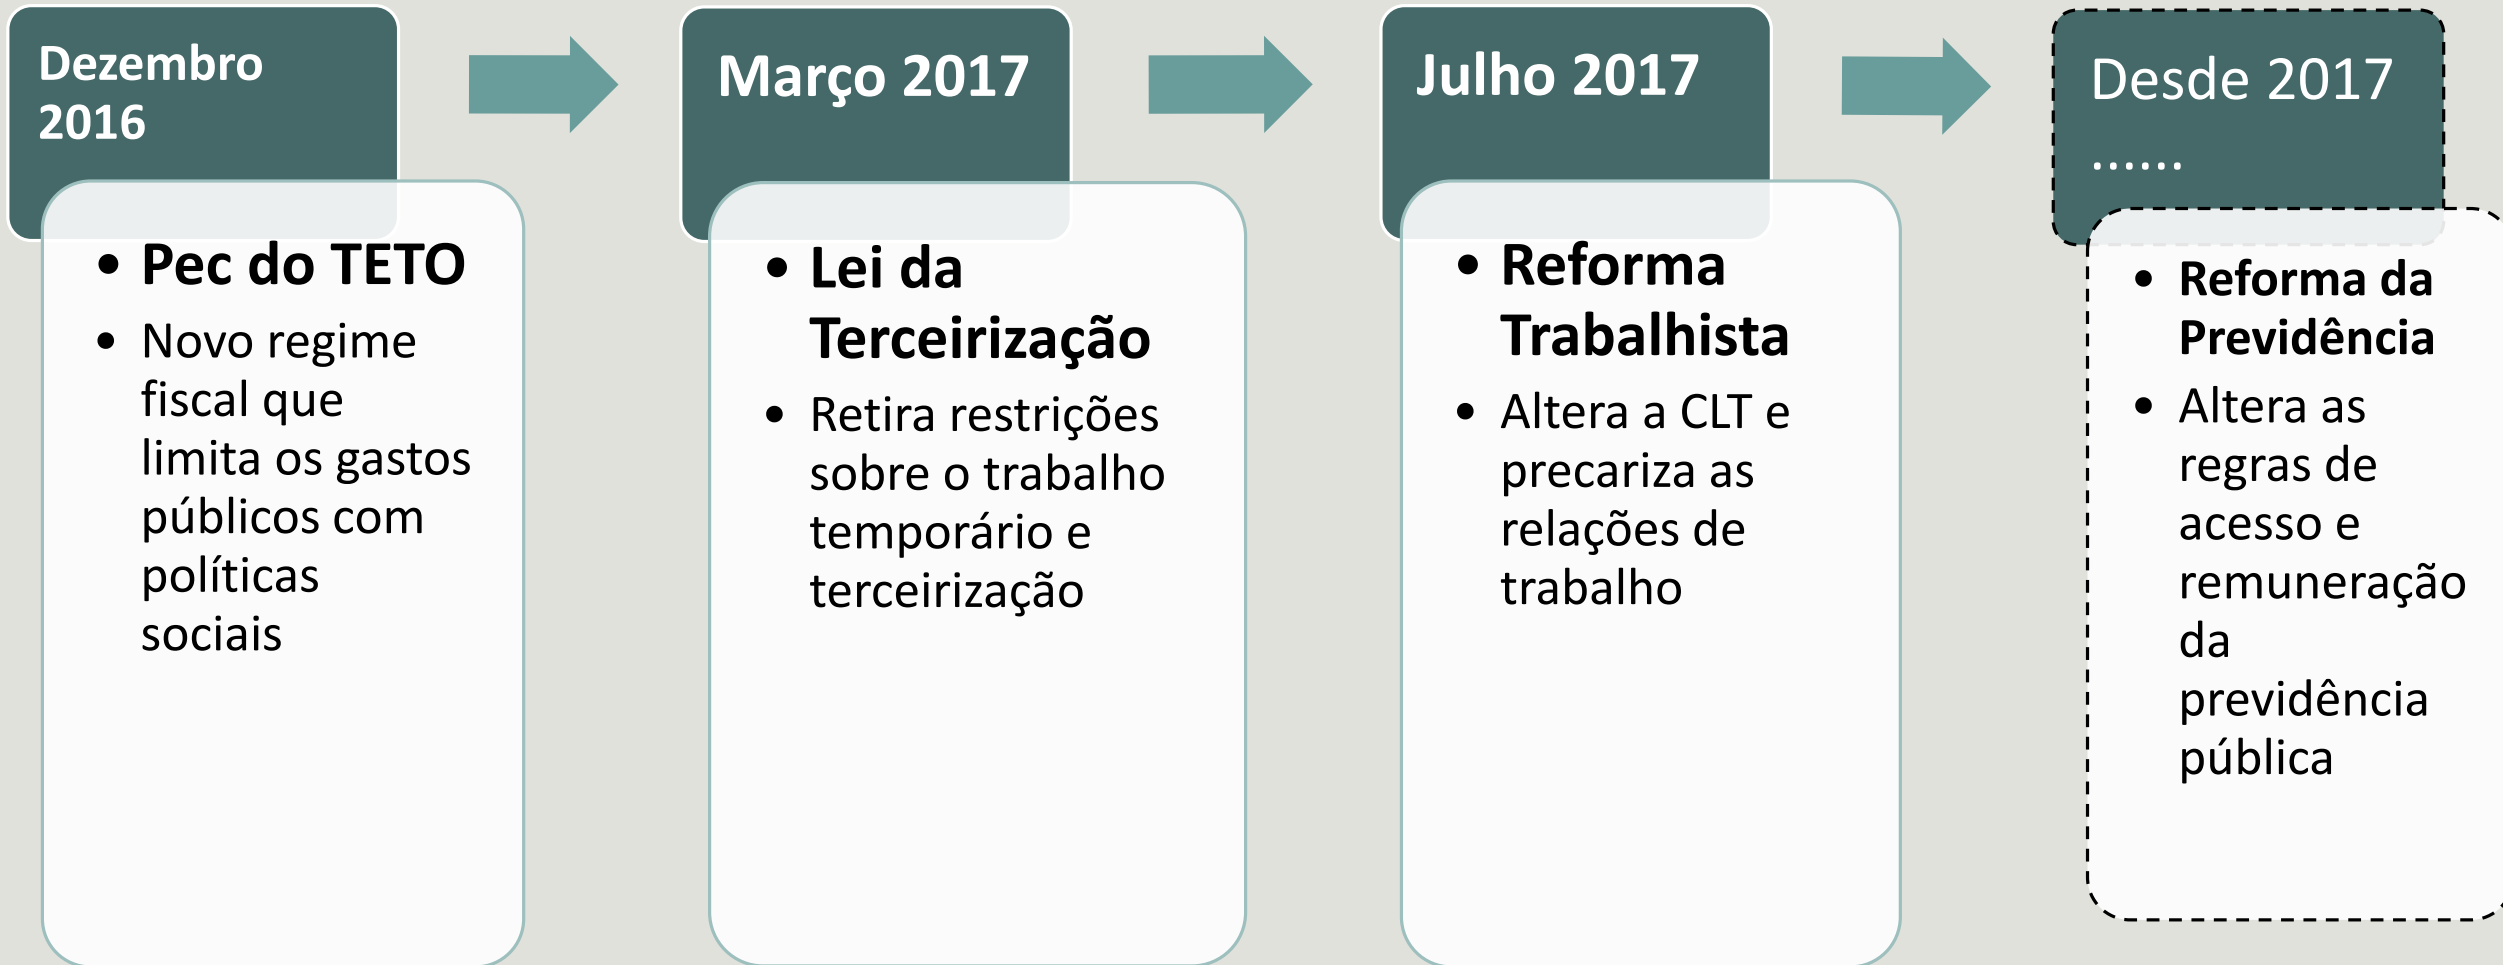 Dezembro
2016
• Pec do TETO
• Novo regime
fiscal que
limita os gastos
públicos com
políticas
sociais
Março 2017
• Lei da
Terceirização
• Retira restrições
sobre o trabalho
temporário e
terceirização
Julho 2017
• Reforma
Trabalhista
• Altera a CLT e
precariza as
relações de
trabalho
Desde 2017
......
• Reforma da
Previdência
• Altera as
regras de
acesso e
remuneração
da
previdência
pública